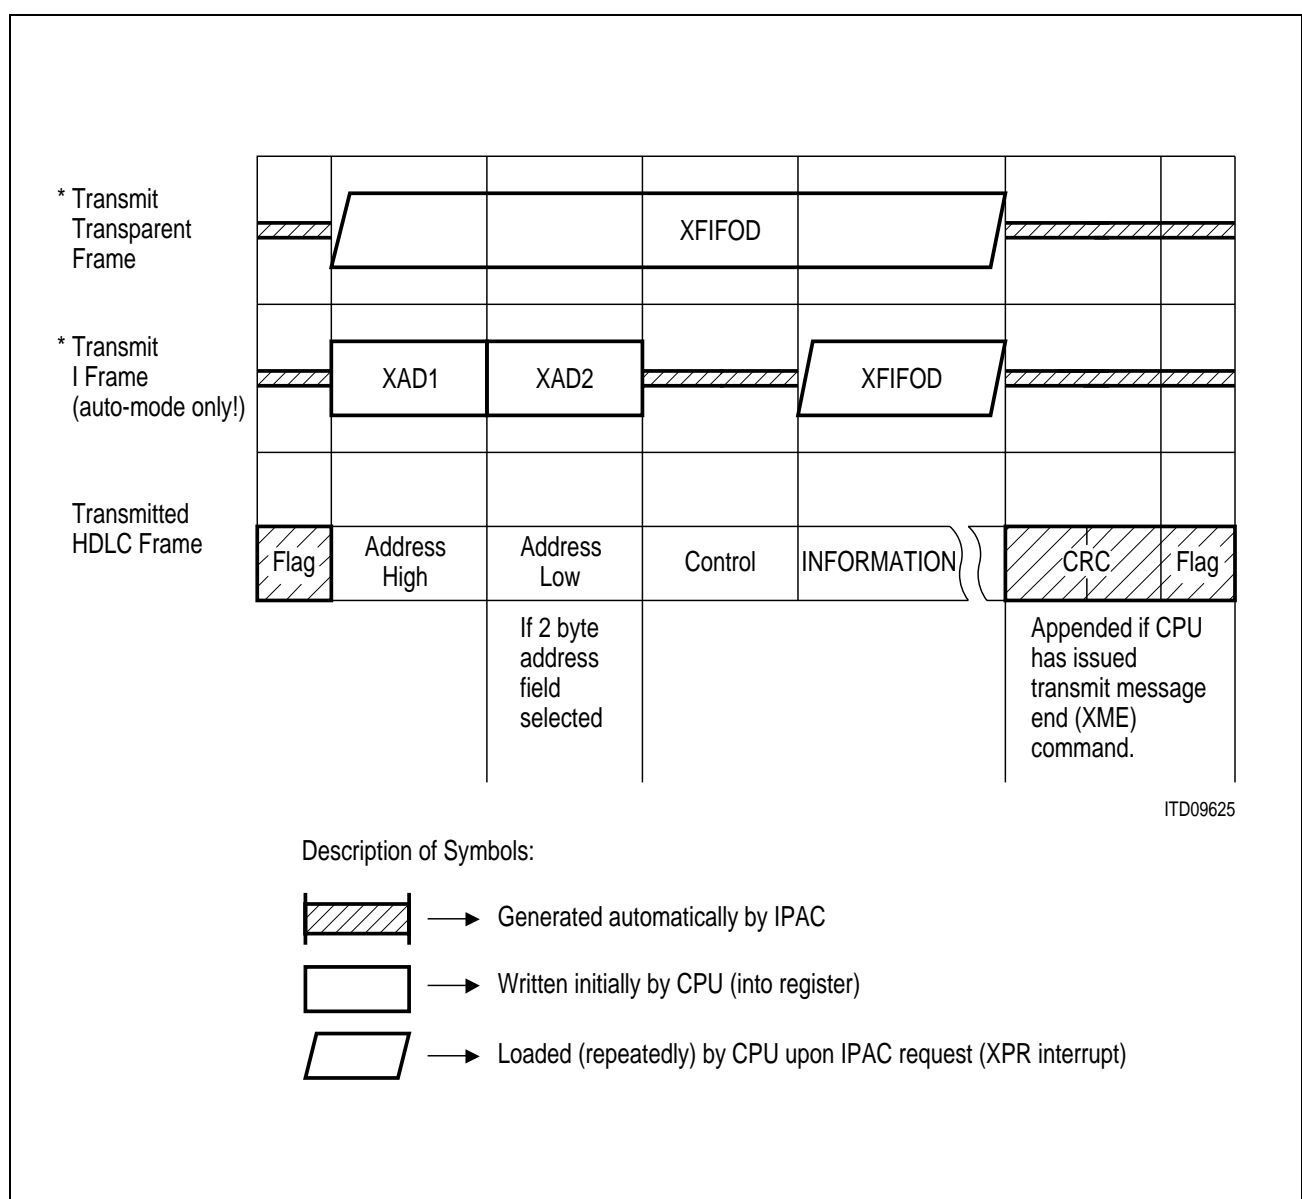 * Transmit
Transparent
Frame
XFIFOD
* Transmit
I Frame
(auto-mode only!)
XAD1
XAD2
XFIFOD
Transmitted
HDLC Frame
Flag
Address
High
Address
Low
Control
INFORMATION
CRC
Flag
If 2 byte
address
field
selected
Appended if CPU
has issued
transmit message
end (XME)
command.
ITD09625
Description of Symbols:
Generated automatically by IPAC
Written initially by CPU (into register)
Loaded (repeatedly) by CPU upon IPAC request (XPR interrupt)